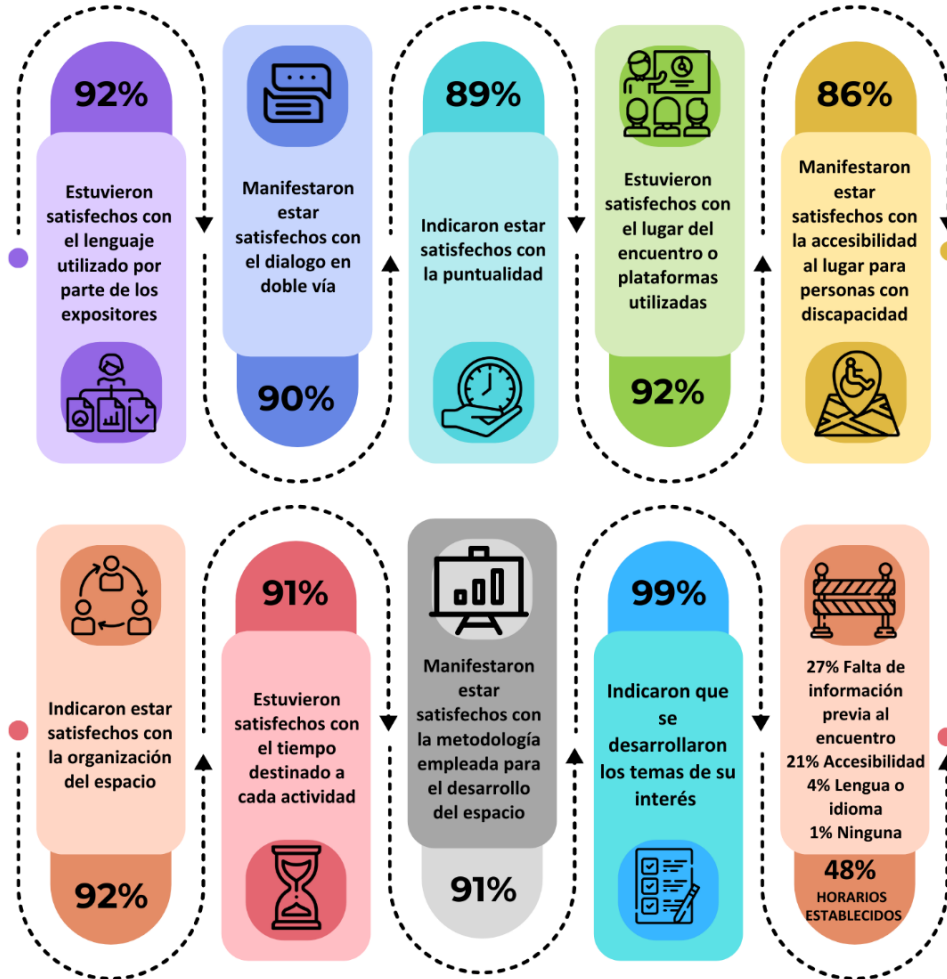 92%
Estuvieron
satisfechos con
el lenguaje
utilizado por
parte de los
expositores
Manifestaron
estar
satisfechos con
el dialogo en
doble vía
90%
89%
Indicaron estar
satisfechos con
la puntualidad
Estuvieron
satisfechos con
el lugar del
encuentro o
plataformas
utilizadas
92%
86%
Manifestaron
estar
satisfechos con
la accesibilidad
al lugar para
personas con
discapacidad
Indicaron estar
satisfechos con
la organización
del espacio
92%
91%
Estuvieron
satisfechos con
el tiempo
destinado a
cada actividad
Manifestaron
estar
satisfechos con
la metodología
empleada para
el desarrollo
del espacio
91%
99%
Indicaron que
se
desarrollaron
los temas de su
interés
27% Falta de
información
previa al
encuentro
21% Accesibilidad
4% Lengua o
idioma
1% Ninguna
48%
HORARIOS
ESTABLECIDOS